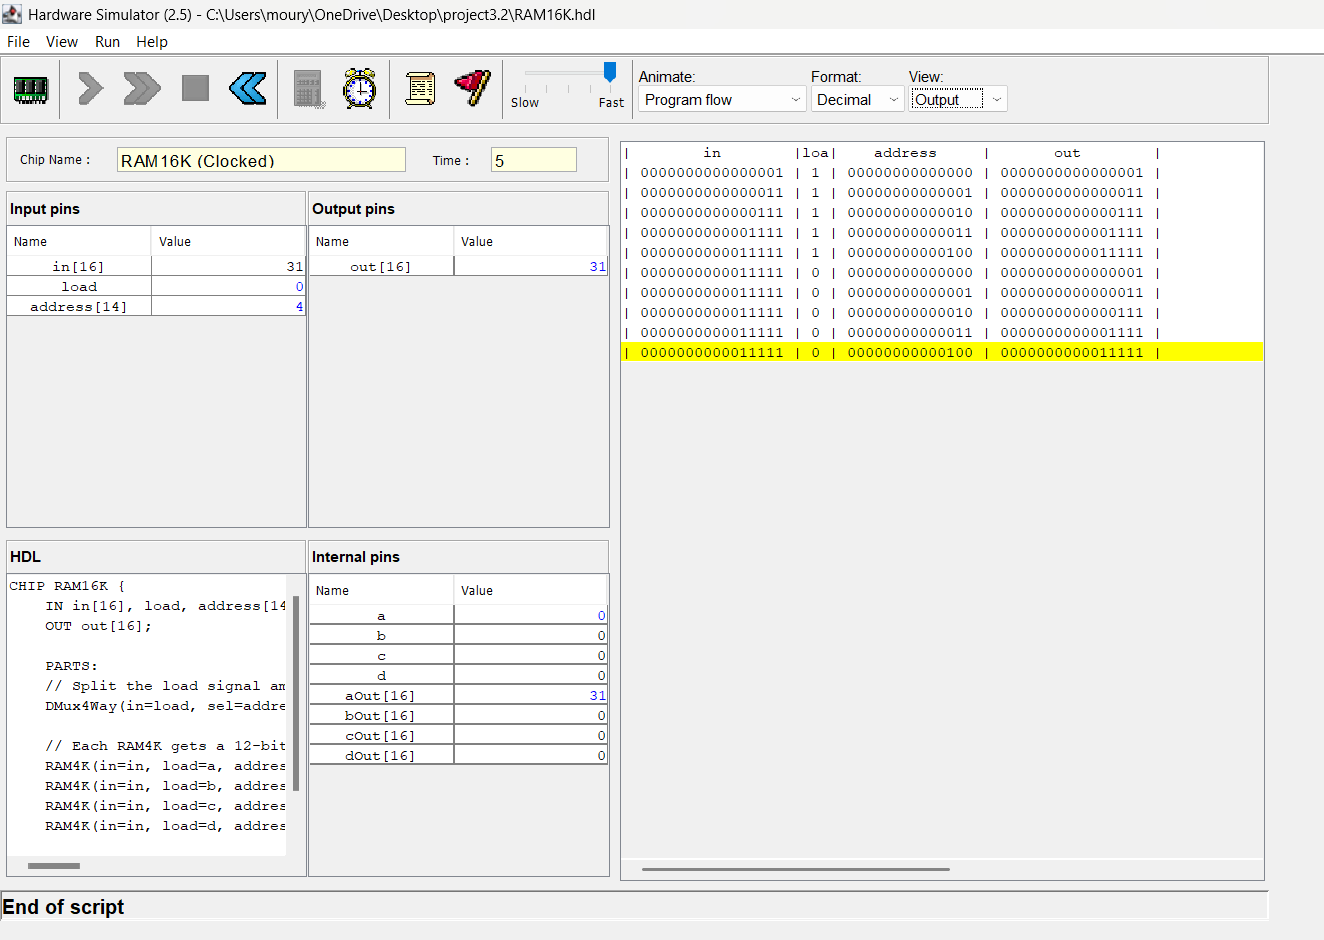 Hardware Simulator (2.5) - C:\Users\moury\OneDrive\Desktop\project3.2\RAM16K.hdl
File View Run Help
Slow Fast
Animate: Format: View:
Program flow Decimal Output
Chip Name : RAM16K (Clocked) Time : 5
Input pins
Name Value
in[16] 31
load 0
address[14] 4
Output pins
Name Value
out[16] 31
HDL
CHIP RAM16K {
IN in[16], load, address[14
OUT out[16];
PARTS:
// Split the load signal am
DMux4Way(in=load, sel=addre
// Each RAM4K gets a 12-bit
RAM4K(in=in, load=a, addres
RAM4K(in=in, load=b, addres
RAM4K(in=in, load=c, addres
RAM4K(in=in, load=d, addres
Internal pins
Name Value
a 0
b 0
c 0
d 0
aOut[16] 31
bOut[16] 0
cOut[16] 0
dOut[16] 0
| in |loa| address | out |
| 0000000000000001 | 1 | 00000000000000 | 0000000000000001 |
| 0000000000000011 | 1 | 00000000000001 | 0000000000000011 |
| 0000000000000111 | 1 | 00000000000010 | 0000000000000111 |
| 0000000000001111 | 1 | 00000000000011 | 0000000000001111 |
| 0000000000011111 | 1 | 00000000000100 | 0000000000011111 |
| 0000000000011111 | 0 | 00000000000000 | 0000000000000001 |
| 0000000000011111 | 0 | 00000000000001 | 0000000000000011 |
| 0000000000011111 | 0 | 00000000000010 | 0000000000000111 |
| 0000000000011111 | 0 | 00000000000011 | 0000000000001111 |
| 0000000000011111 | 0 | 00000000000100 | 0000000000011111 |
End of script